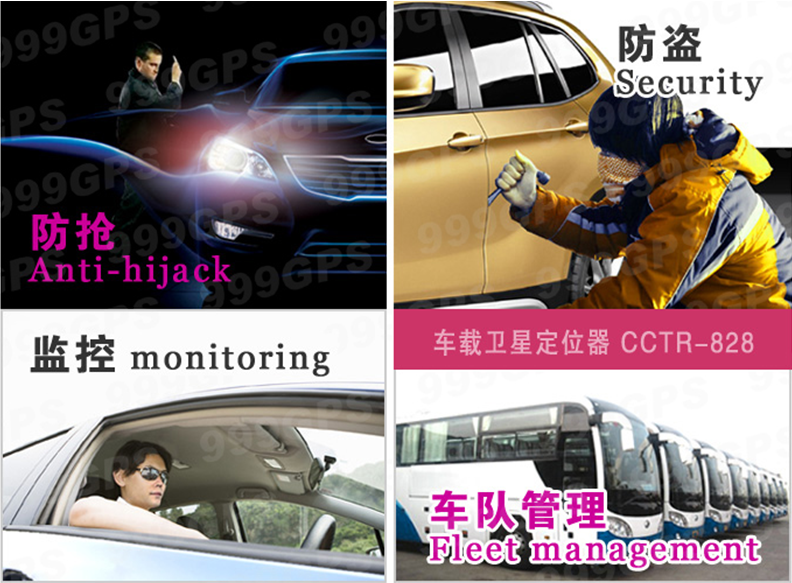 防抢
Anti-hijack
防盗
Security
监控 monitoring
车载卫星定位器 CCTR-828
车队管理
Fleet management
999GPS